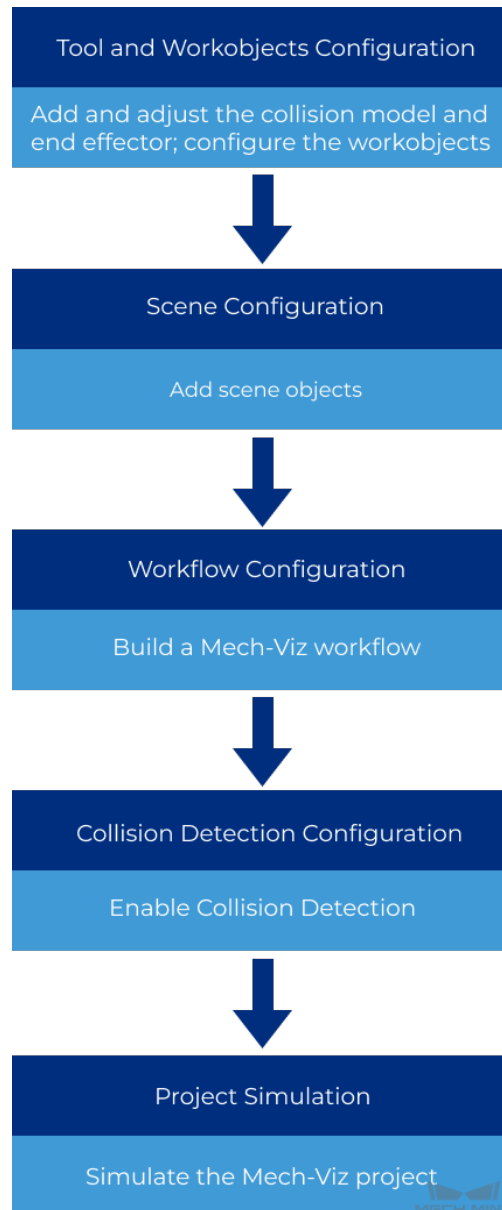 Tool and Workobjects Configuration
Add and adjust the collision model and
end effector; configure the workobjects
Scene Configuration
Add scene objects
Workflow Configuration
Build a Mech-Viz workflow
Collision Detection Configuration
Enable Collision Detection
Project Simulation
Simulate the Mech-Viz project